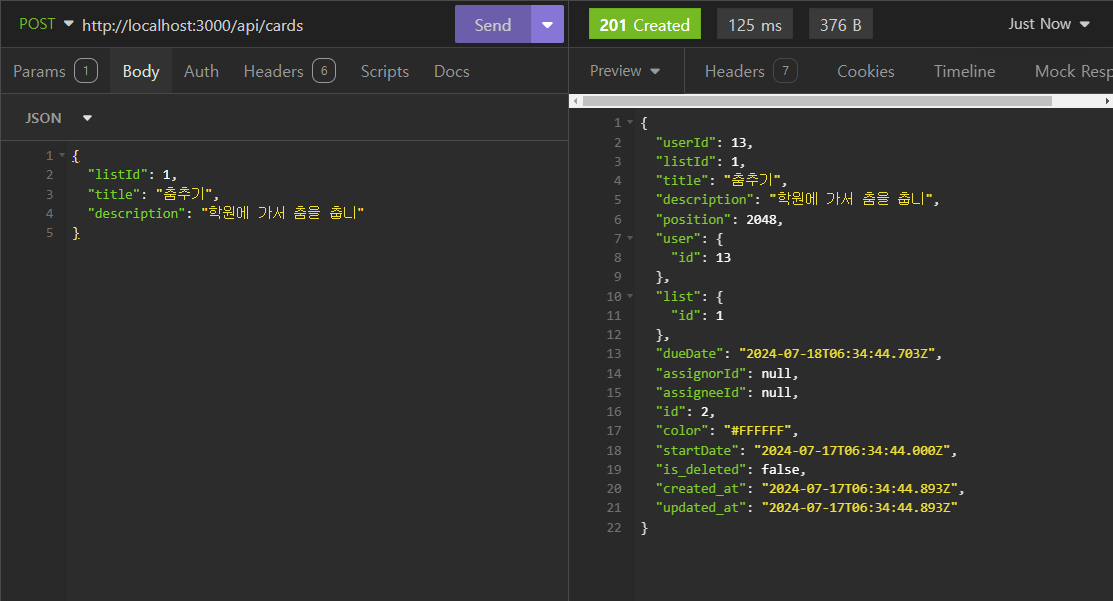 POST http://localhost:3000/api/cards Send
Params 1 Body Auth Headers 6 Scripts Docs
JSON
1 {
2 "listId": 1,
3 "title": "춤추기",
4 "description": "학원에 가서 춤을 춥니"
5 }
201 Created 125 ms 376 B Just Now
Preview Headers 7 Cookies Timeline Mock Resp
1 {
2 "userId": 13,
3 "listId": 1,
4 "title": "춤추기",
5 "description": "학원에 가서 춤을 춥니",
6 "position": 2048,
7 "user": {
8 "id": 13
9 },
10 "list": {
11 "id": 1
12 },
13 "dueDate": "2024-07-18T06:34:44.703Z",
14 "assignorId": null,
15 "assigneeId": null,
16 "id": 2,
17 "color": "#FFFFFF",
18 "startDate": "2024-07-17T06:34:44.000Z",
19 "is_deleted": false,
20 "created_at": "2024-07-17T06:34:44.893Z",
21 "updated_at": "2024-07-17T06:34:44.893Z"
22 }